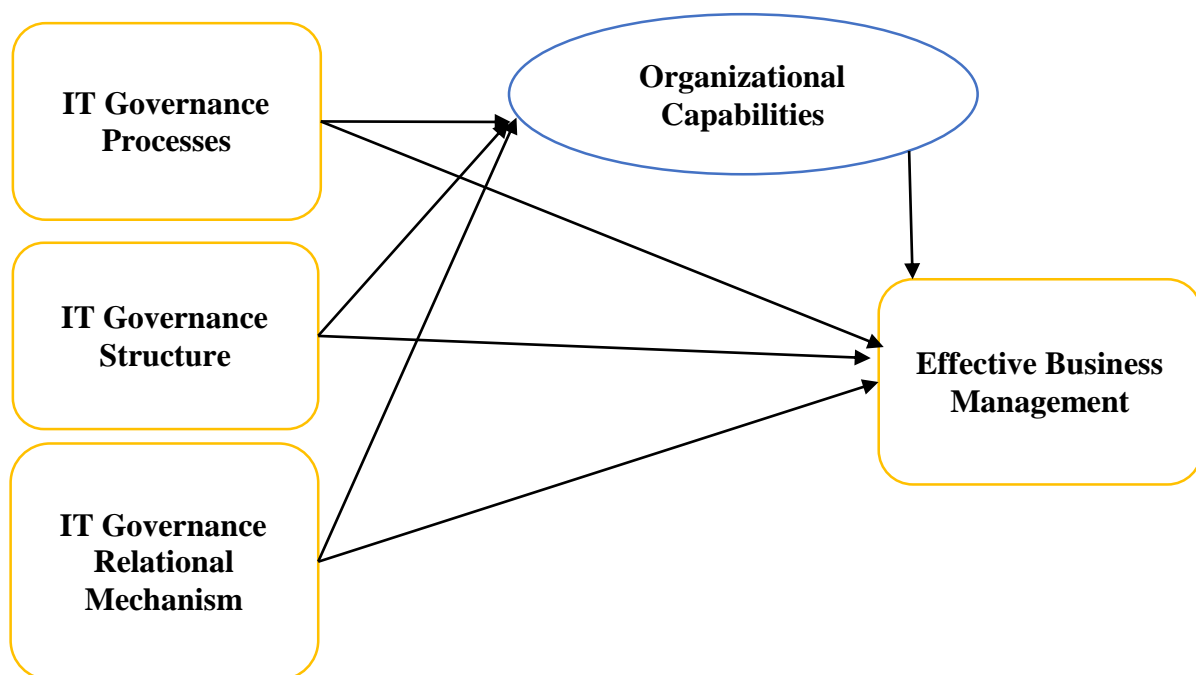 IT Governance
Processes
Organizational
Capabilities
IT Governance
Structure
Effective Business
Management
IT Governance
Relational
Mechanism